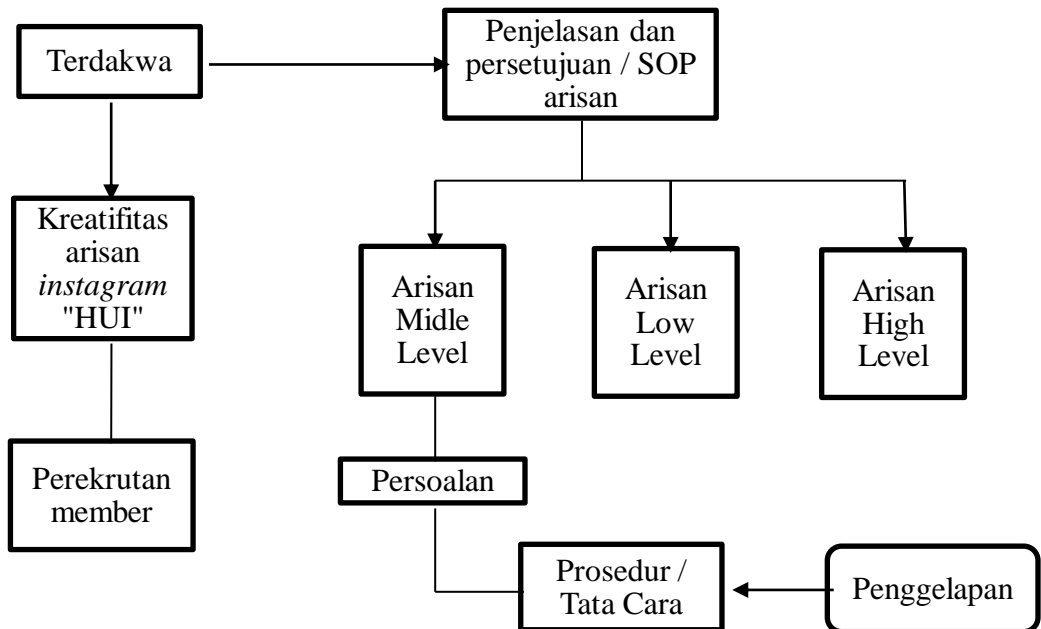 Terdakwa
Penjelasan dan
persetujuan / SOP
arisan
Kreatifitas
arisan
instagram
"HUI"
Arisan
Midle
Level
Arisan
Low
Level
Arisan
High
Level
Perekrutan
member
Persoalan
Prosedur /
Tata Cara
Penggelapan